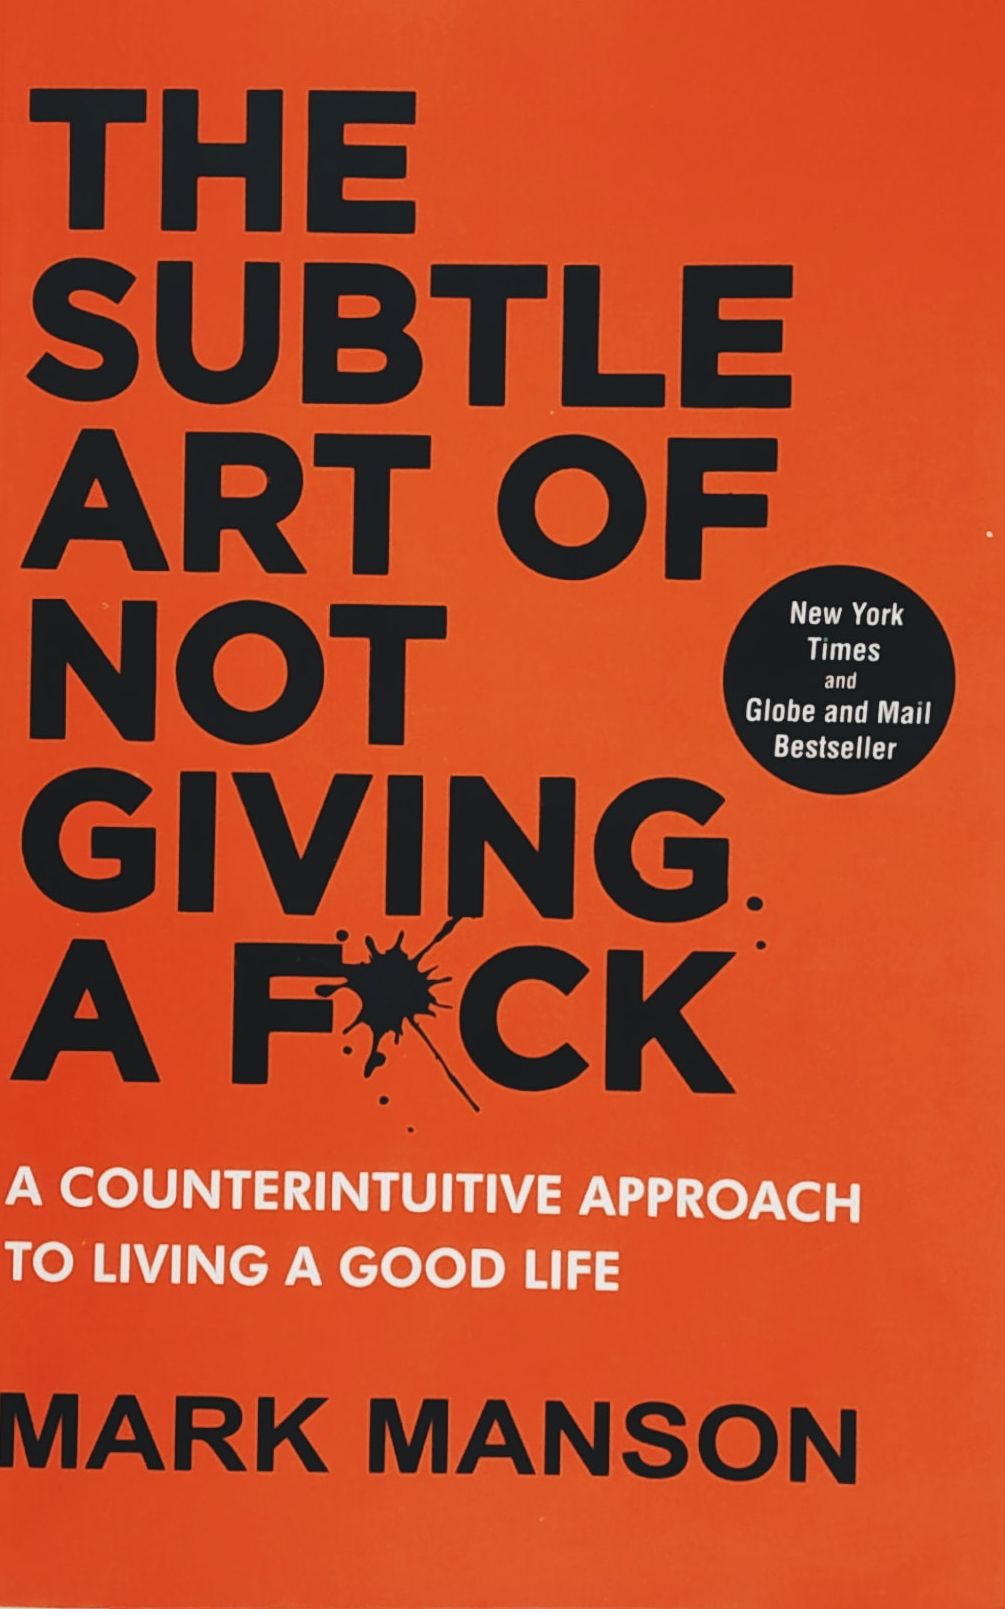 THE
SUBTLE
ART OF
NOT
GIVING
A F*CK
New York
Times
and
Globe and Mail
Bestseller
A COUNTERINTUITIVE APPROACH
TO LIVING A GOOD LIFE
MARK MANSON